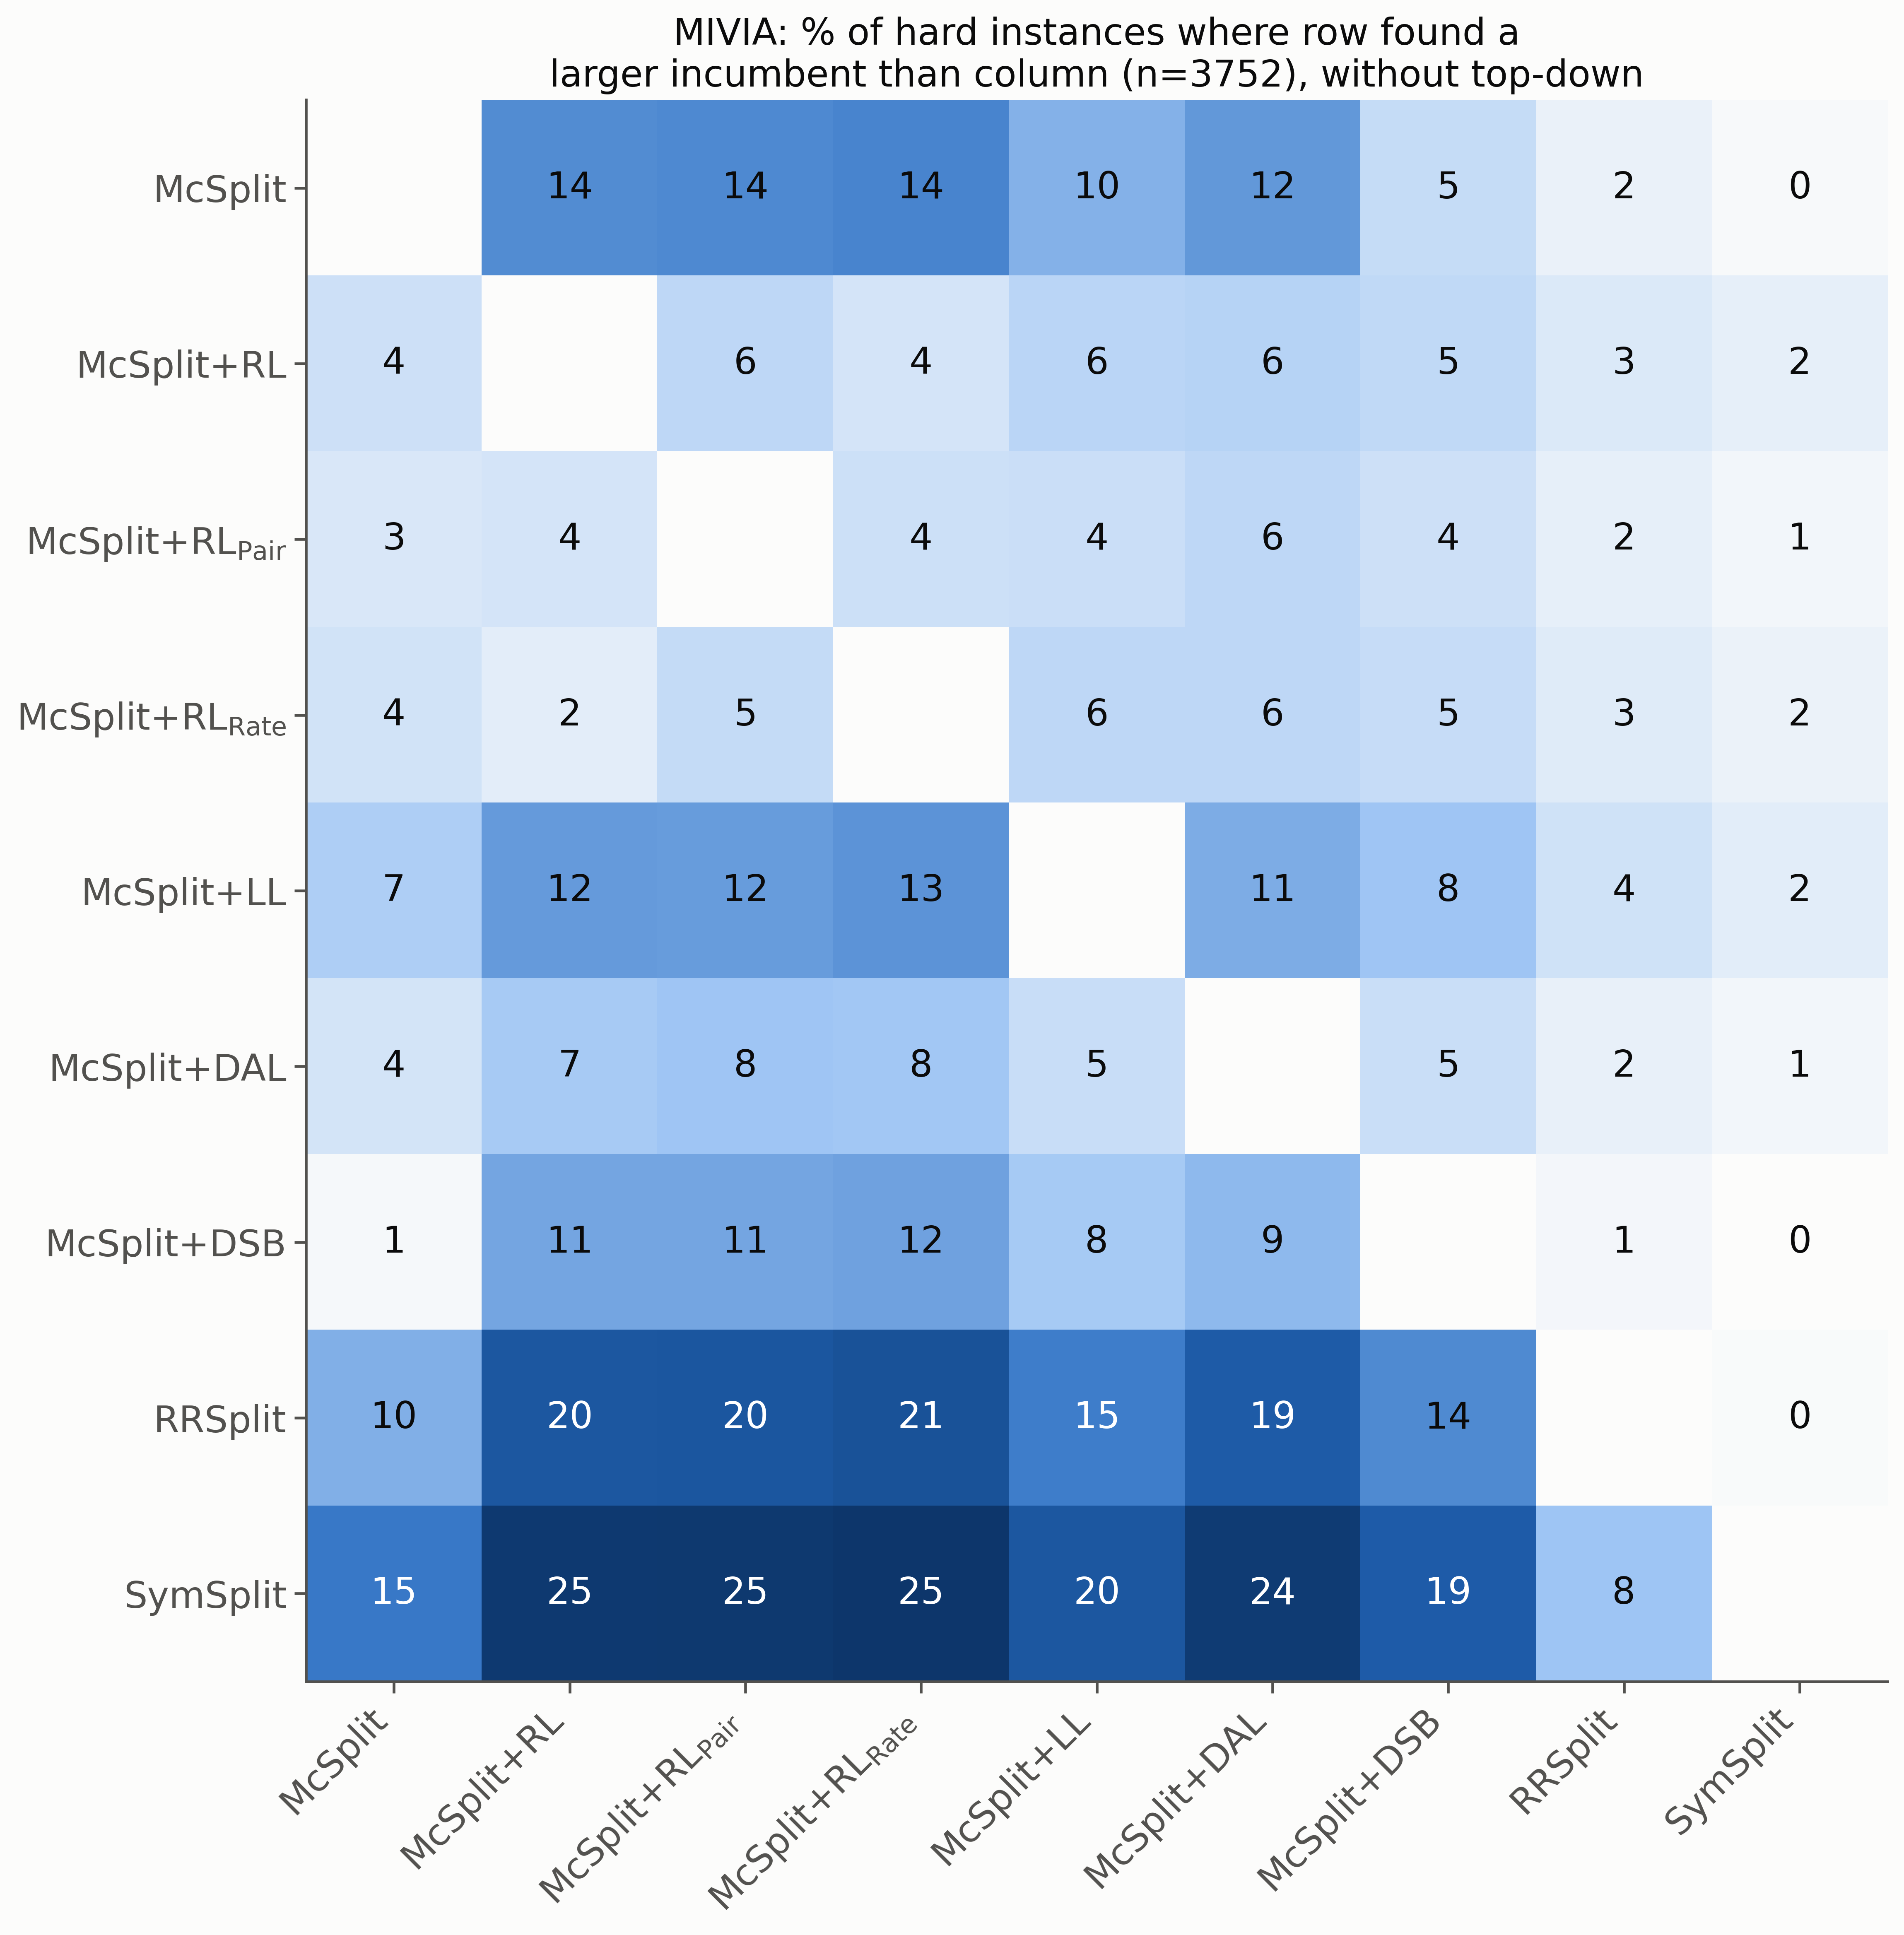 MIVIA: % of hard instances where row found a
larger incumbent than column (n=3752), without top-down
McSplit 14 14 14 10 12 5 2 0
McSplit+RL 4 6 4 6 6 5 3 2
McSplit+RLPair 3 4 4 4 6 4 2 1
McSplit+RLRate 4 2 5 6 6 5 3 2
McSplit+LL 7 12 12 13 11 8 4 2
McSplit+DAL 4 7 8 8 5 5 2 1
McSplit+DSB 1 11 11 12 8 9 1 0
RRSplit 10 20 20 21 15 19 14 0
SymSplit 15 25 25 25 20 24 19 8
McSplit
McSplit+RL
McSplit+RLPair
McSplit+RLRate
McSplit+LL
McSplit+DAL
McSplit+DSB
RRSplit
SymSplit